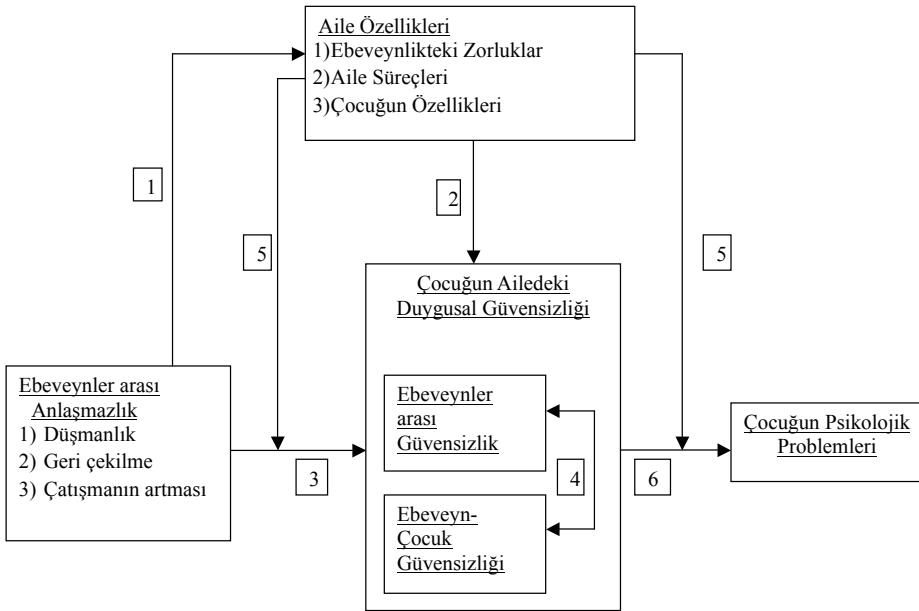 Aile Özellikleri
1)Ebeveynlikteki Zorluklar
2)Aile Süreçleri
3)Çocuğun Özellikleri
1
5
2
5
Çocuğun Ailedeki
Duygusal Güvensizliği
Ebeveynler arası
Anlaşmazlık
1) Düşmanlık
2) Geri çekilme
3) Çatışmanın artması
3
Ebeveynler
arası
Güvensizlik
4
Ebeveyn-
Çocuk
Güvensizliği
6
Çocuğun Psikolojik
Problemleri